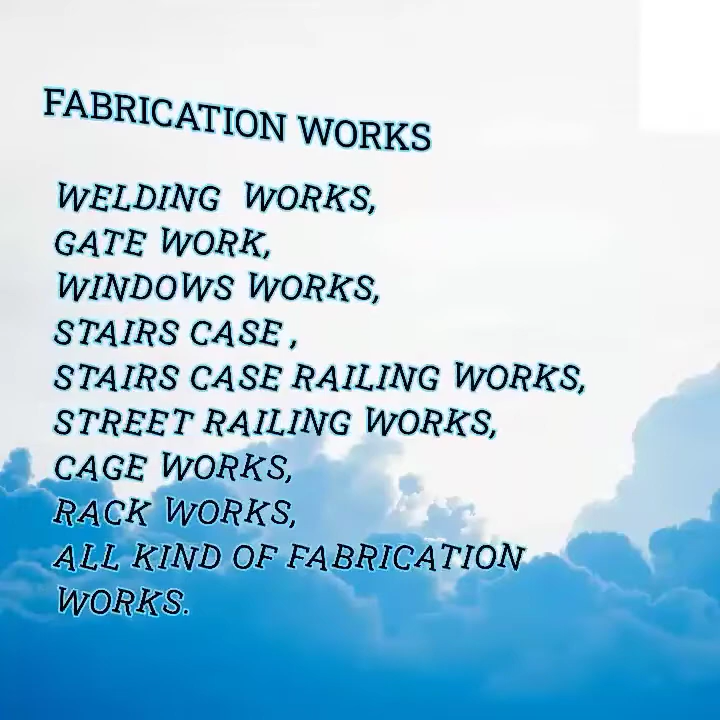 FABRICATION WORKS
WELDING WORKS,
GATE WORK,
WINDOWS WORKS,
STAIRS CASE ,
STAIRS CASE RAILING WORKS,
STREET RAILING WORKS,
CAGE WORKS,
RACK WORKS,
ALL KIND OF FABRICATION
WORKS.